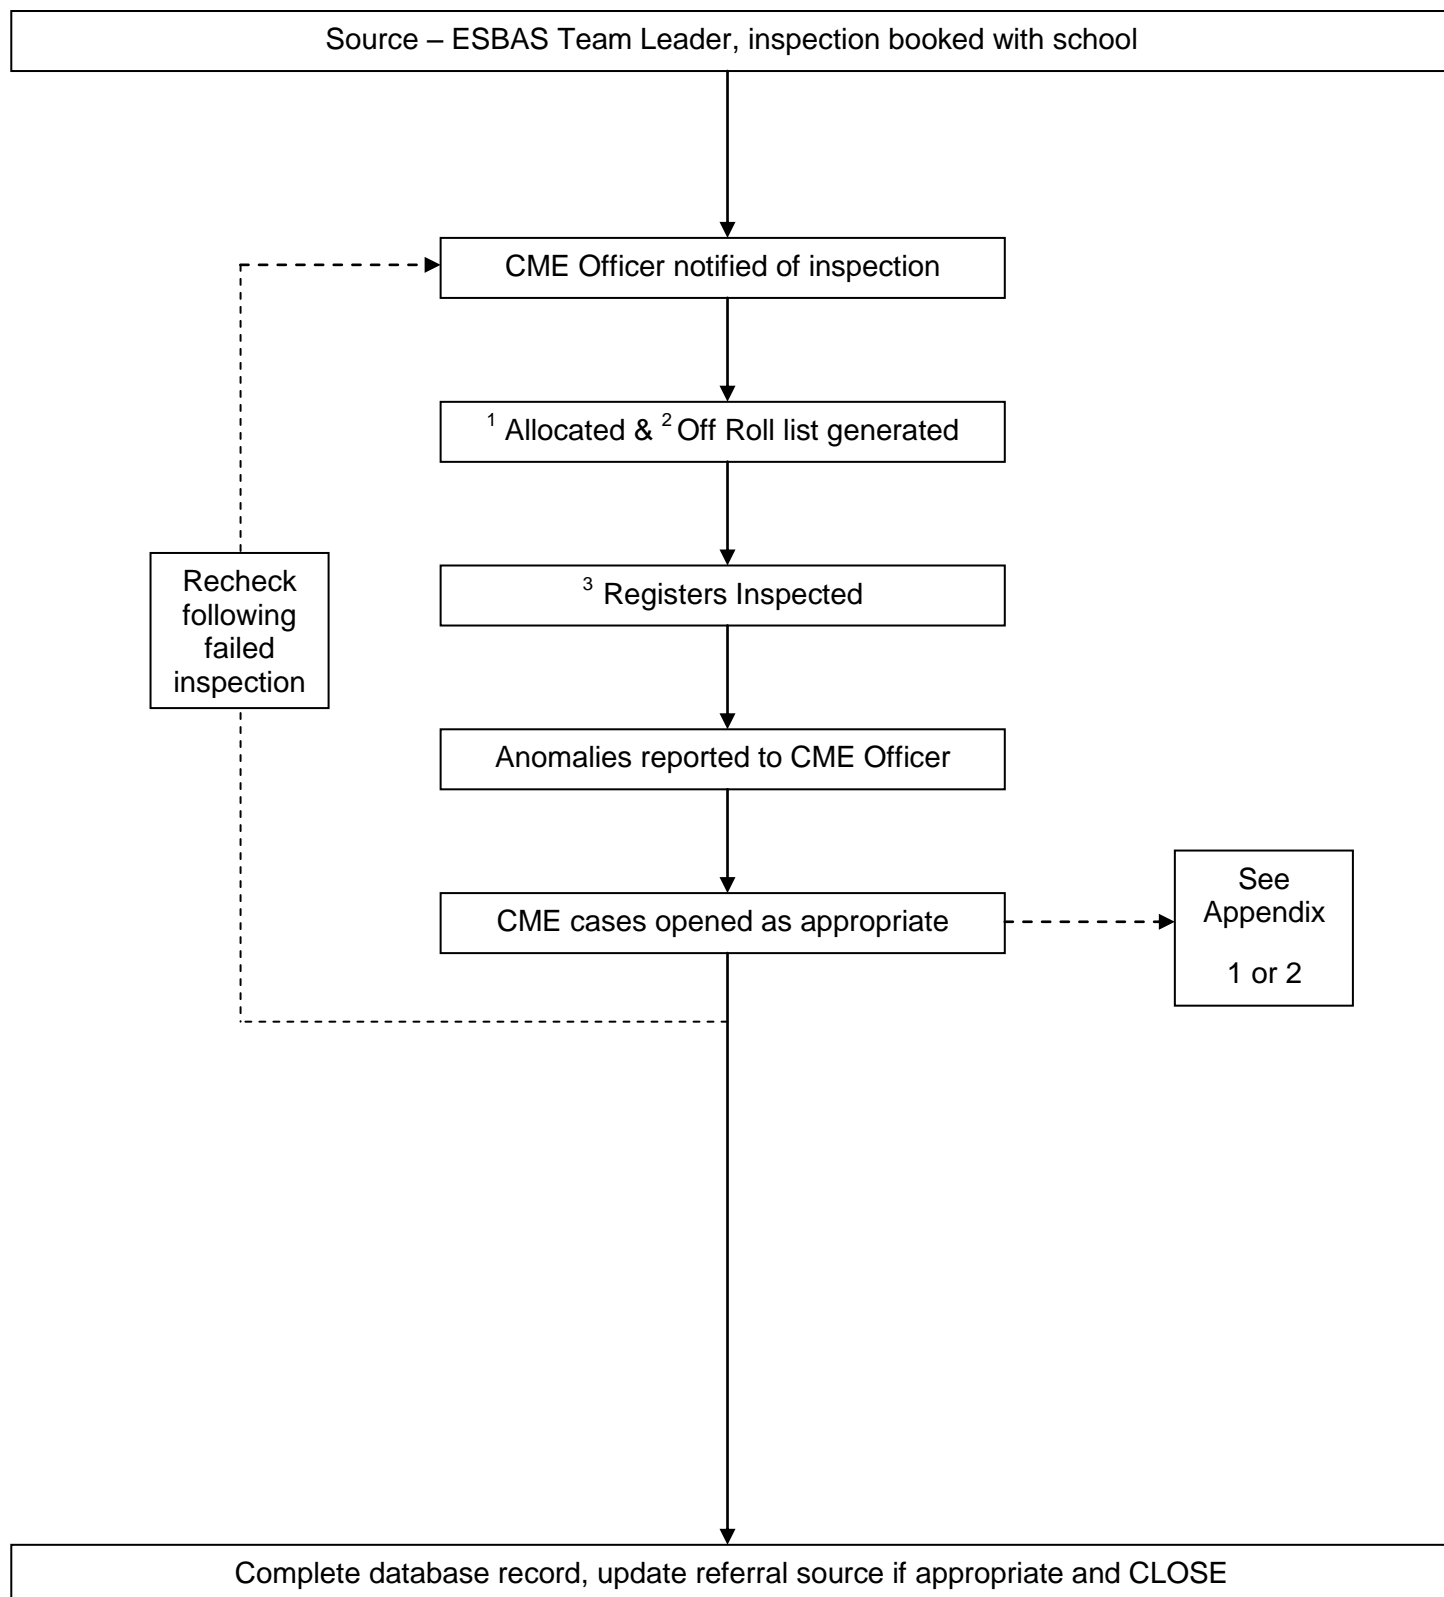 Source – ESBAS Team Leader, inspection booked with school
CME Officer notified of inspection
1 Allocated & 2 Off Roll list generated
Recheck
following
failed
inspection
3 Registers Inspected
Anomalies reported to CME Officer
CME cases opened as appropriate
See
Appendix
1 or 2
Complete database record, update referral source if appropriate and CLOSE